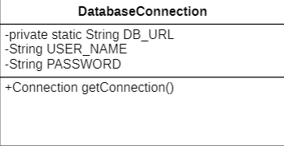 DatabaseConnection
-private static String DB_URL
-String USER_NAME
-String PASSWORD
+Connection getConnection()